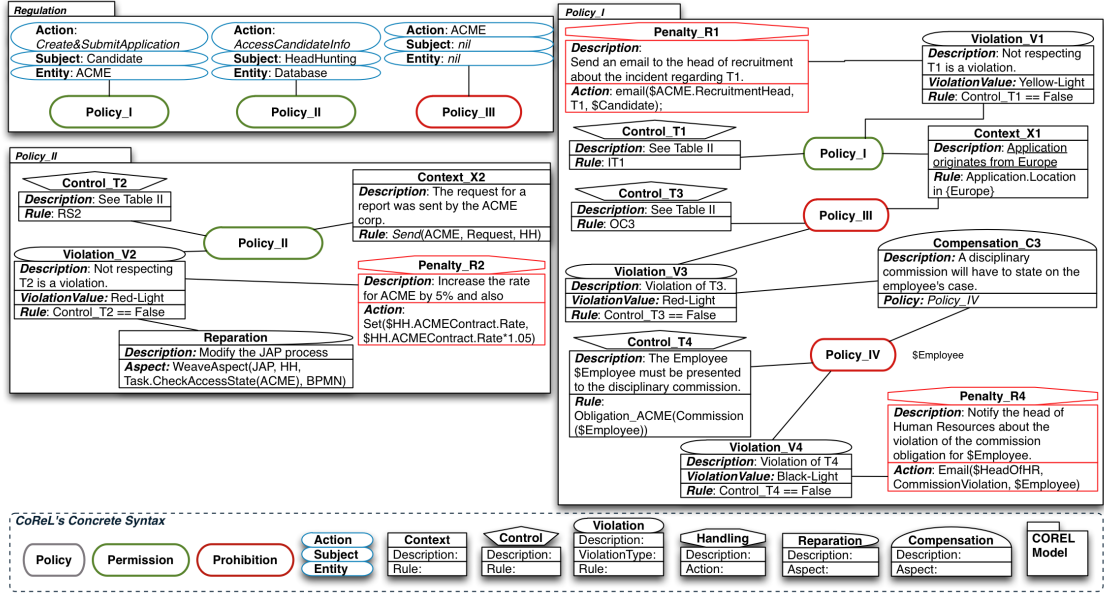 Regulation
Action:
Create&SubmitApplication
Subject: Candidate
Entity: ACME
Policy_I
Action:
AccessCandidateInfo
Subject: HeadHunting
Entity: Database
Policy_II
Action: ACME
Subject: nil
Entity: nil
Policy_III
Policy_II
Control_T2
Description: See Table II
Rule: RS2
Context_X2
Description: The request for a
report was sent by the ACME
corp.
Rule: Send(ACME, Request, HH)
Policy_II
Violation_V2
Description: Not respecting
T2 is a violation.
ViolationValue: Red-Light
Rule: Control_T2 == False
Penalty_R2
Description: Increase the rate
for ACME by 5% and also
Action:
Set($HH.ACMEContract.Rate,
$HH.ACMEContract.Rate*1.05)
Reparation
Description: Modify the JAP process
Aspect: WeaveAspect(JAP, HH,
Task.CheckAccessState(ACME), BPMN)
Policy_I
Penalty_R1
Description:
Send an email to the head of recruitment
about the incident regarding T1.
Action: email($ACME.RecruitmentHead,
T1, $Candidate);
Violation_V1
Description: Not respecting
T1 is a violation.
ViolationValue: Yellow-Light
Rule: Control_T1 == False
Control_T1
Description: See Table II
Rule: IT1
Policy_I
Context_X1
Description: Application
originates from Europe
Rule: Application.Location
in {Europe}
Control_T3
Description: See Table II
Rule: OC3
Policy_III
Violation_V3
Description: Violation of T3.
ViolationValue: Red-Light
Rule: Control_T3 == False
Compensation_C3
Description: A disciplinary
commission will have to state on the
employee's case.
Policy: Policy_IV
Control_T4
Description: The Employee
$Employee must be presented
to the disciplinary commission.
Rule:
Obligation_ACME(Commission
($Employee))
Policy_IV
$Employee
Violation_V4
Description: Violation of T4
ViolationValue: Black-Light
Rule: Control_T4 == False
Penalty_R4
Description: Notify the head of
Human Resources about the
violation of the commission
obligation for $Employee.
Action: Email($HeadOfHR,
CommissionViolation, $Employee)
CoReL's Concrete Syntax
Policy
Permission
Prohibition
Action
Subject
Entity
Context
Description:
Rule:
Control
Description:
Rule:
Violation
Description:
ViolationType:
Rule:
Handling
Description:
Action:
Reparation
Description:
Aspect:
Compensation
Description:
Aspect:
COREL
Model